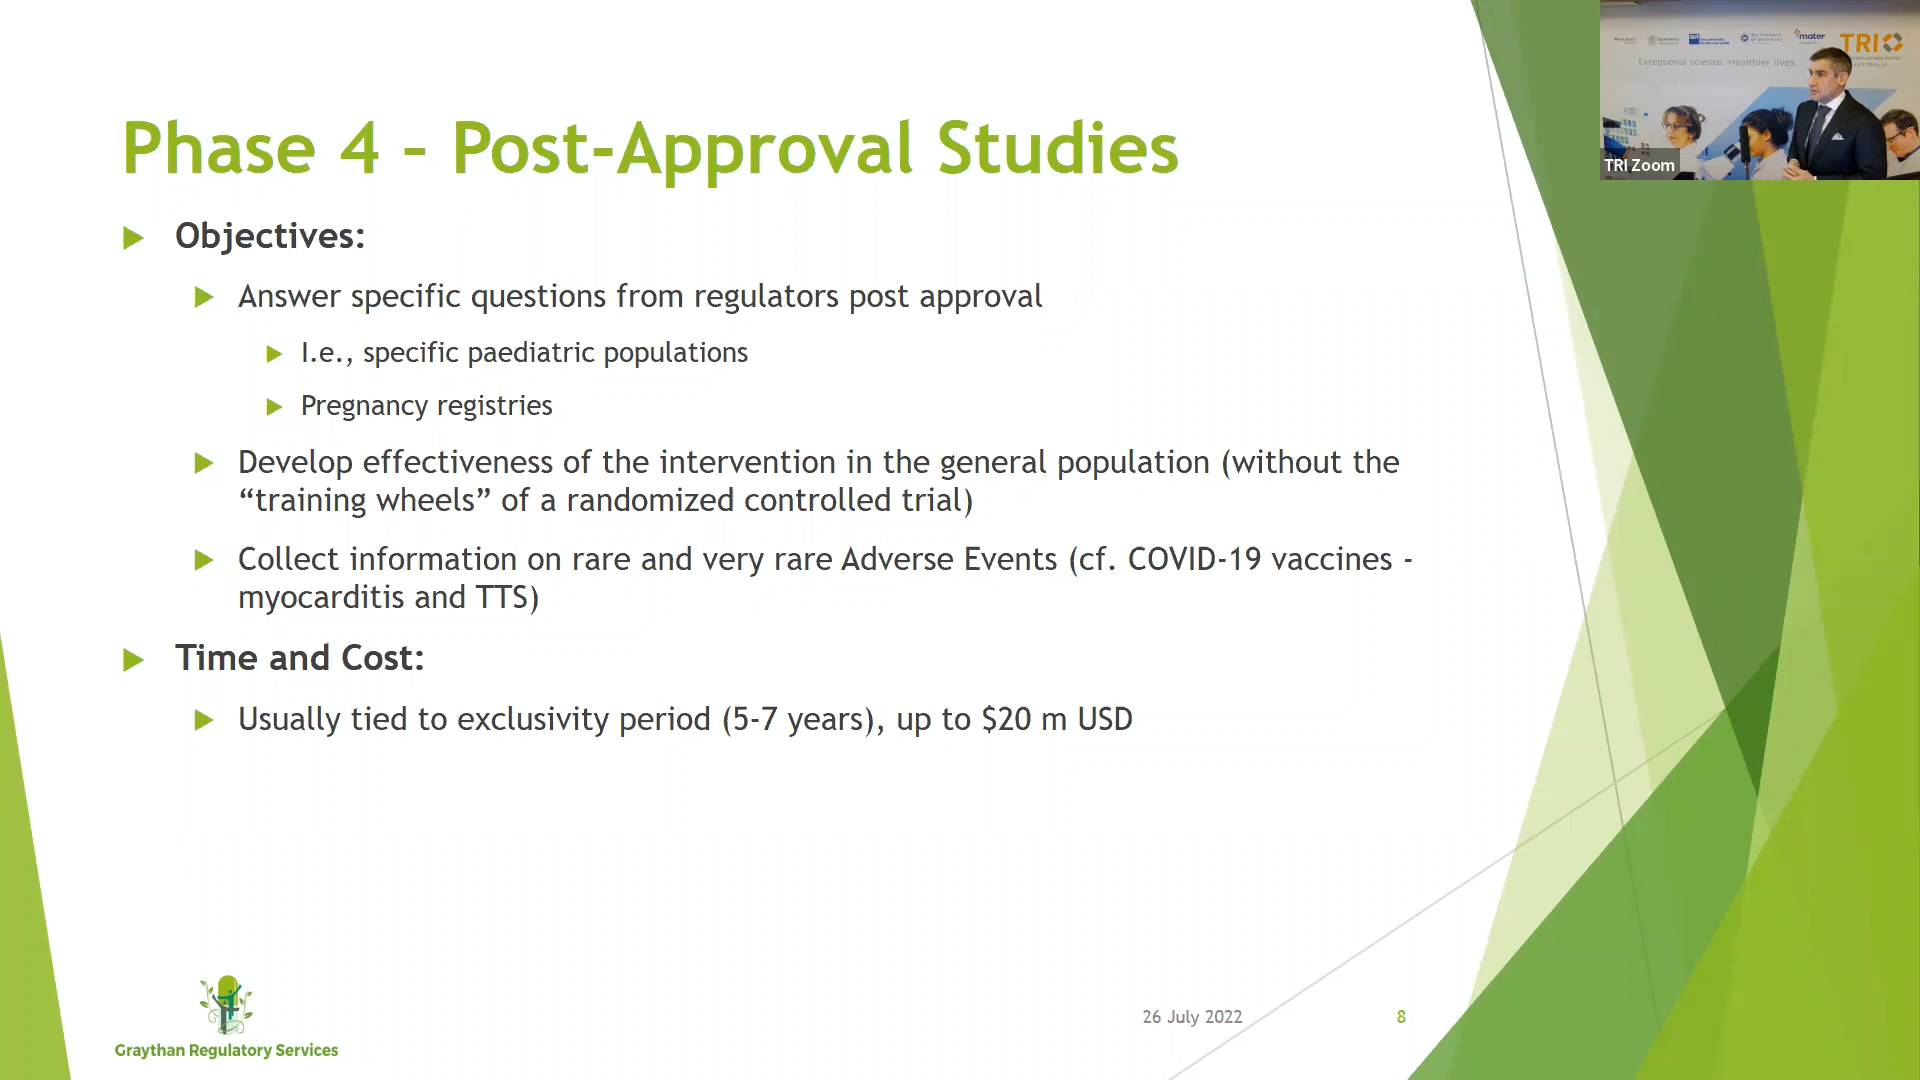 Phase 4 – Post-Approval Studies
Objectives:
Answer specific questions from regulators post approval
I.e., specific paediatric populations
Pregnancy registries
Develop effectiveness of the intervention in the general population (without the
“training wheels” of a randomized controlled trial)
Collect information on rare and very rare Adverse Events (cf. COVID-19 vaccines -
myocarditis and TTS)
Time and Cost:
Usually tied to exclusivity period (5-7 years), up to $20 m USD
Graythan Regulatory Services
26 July 2022
8
mater
TRI
Exceptional science. Healthier lives.
AUSTRALIA
TRI Zoom